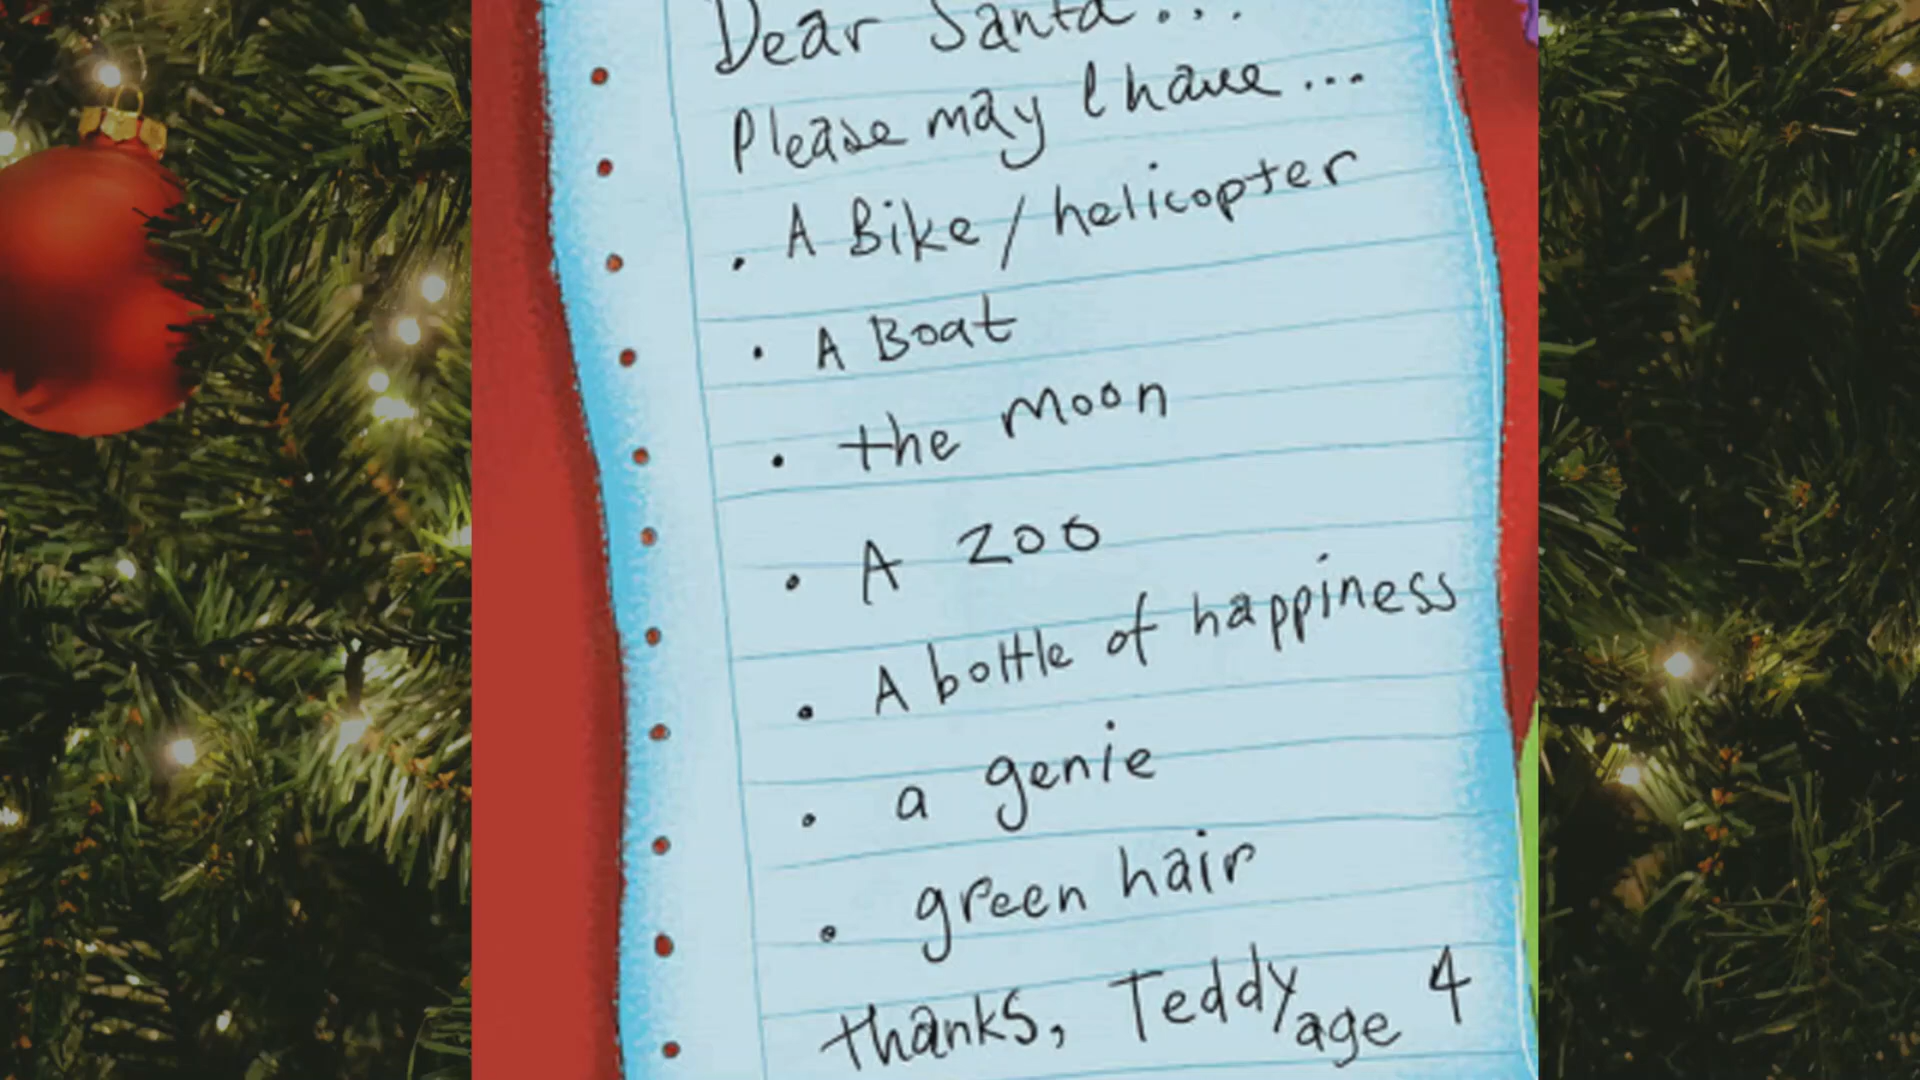 Dear Santa...
Please may I have...
. A Bike / helicopter
. A Boat
. the moon
. A zoo
. A bottle of happiness
. a genie
. green hair
thanks, Teddy age 4